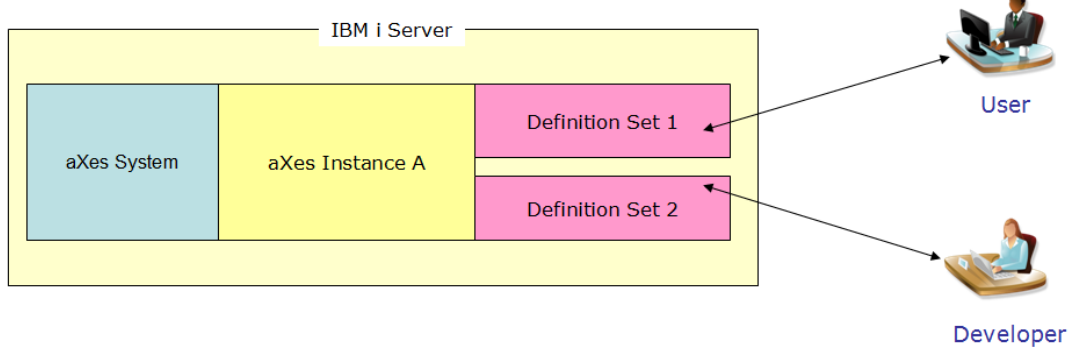 IBM i Server
aXes System
aXes Instance A
Definition Set 1
Definition Set 2
User
Developer